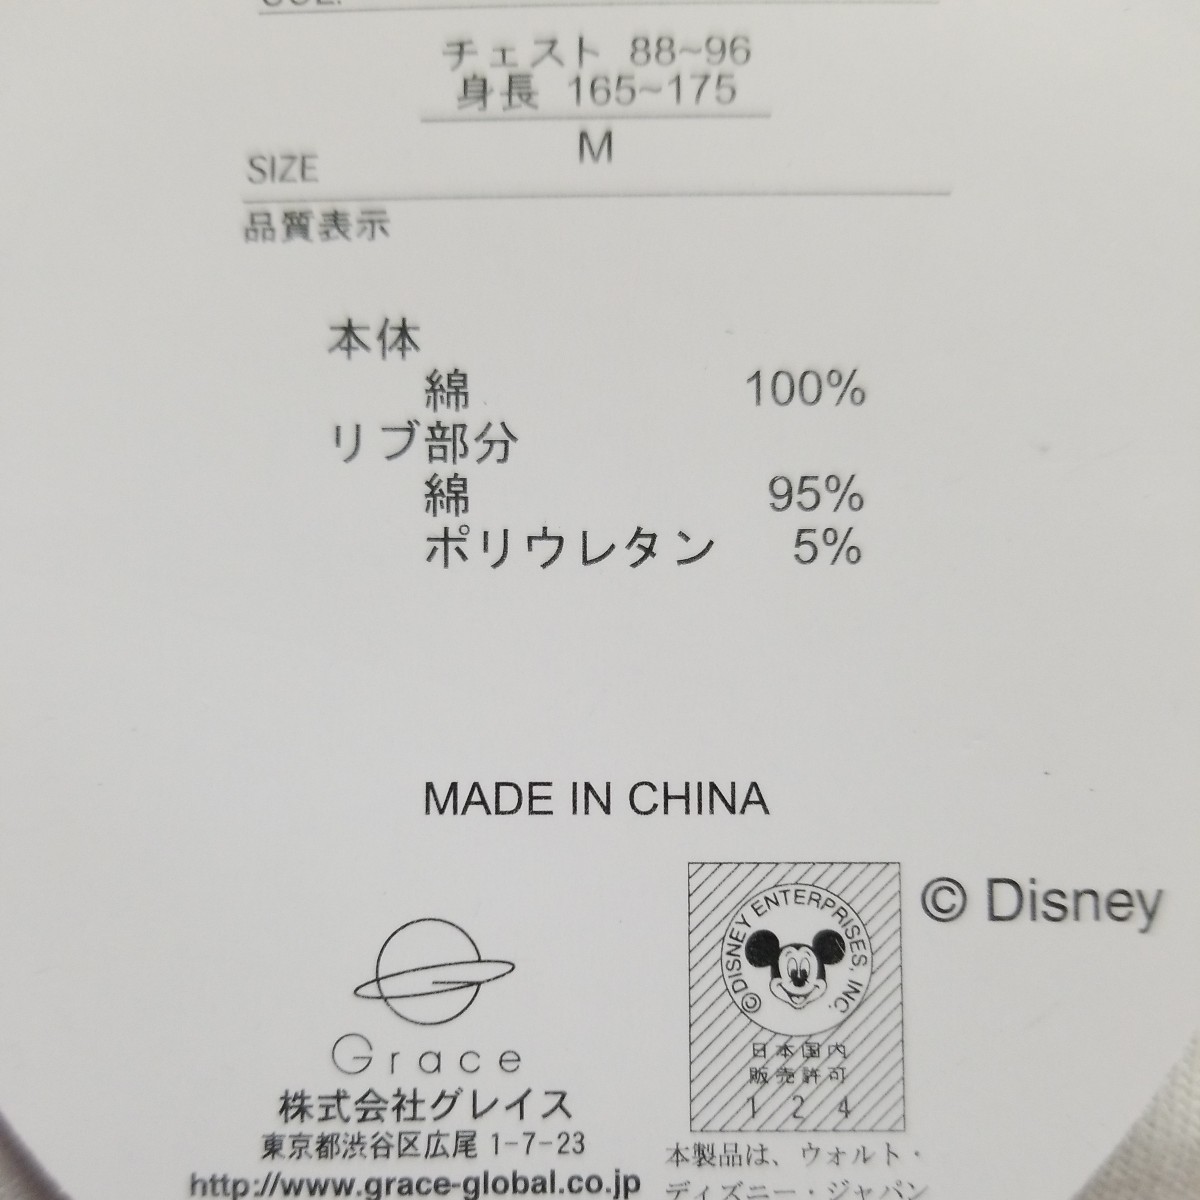 COL.
チェスト 88~96
身長 165~175
M
SIZE
品質表示
本体
綿 100%
リブ部分
綿 95%
ポリウレタン 5%
MADE IN CHINA
© Disney
©DISNEY ENTERPRISES, INC.
日本国内
販売許可
1 2 4
Grace
株式会社グレイス
東京都渋谷区広尾 1-7-23
http://www.grace-global.co.jp
本製品は、ウォルト・
ディズニー・ジャパン